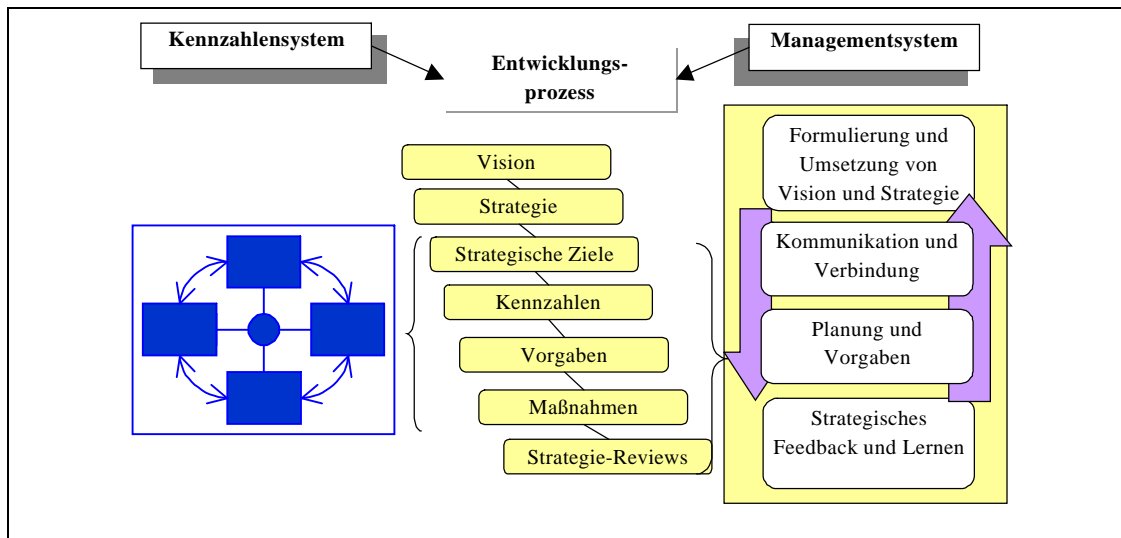 Kennzahlensystem
Entwicklungs-
prozess
Managementsystem
Vision
Strategie
Strategische Ziele
Kennzahlen
Vorgaben
Maßnahmen
Strategie-Reviews
Formulierung und
Umsetzung von
Vision und Strategie
Kommunikation und
Verbindung
Planung und
Vorgaben
Strategisches
Feedback und Lernen